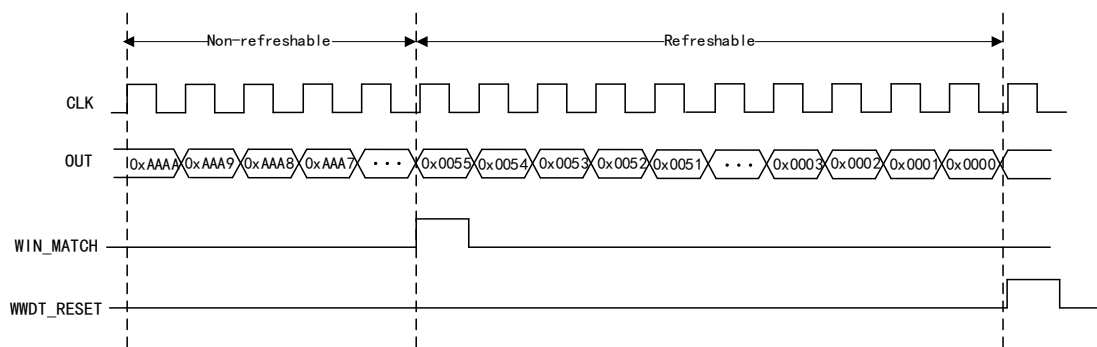 Non-refreshable Refreshable
CLK
OUT 0xAAAA 0xAAA9 0xAAA8 0xAAA7 ··· 0x0055 0x0054 0x0053 0x0052 0x0051 ··· 0x0003 0x0002 0x0001 0x0000
WIN_MATCH
WWDT_RESET